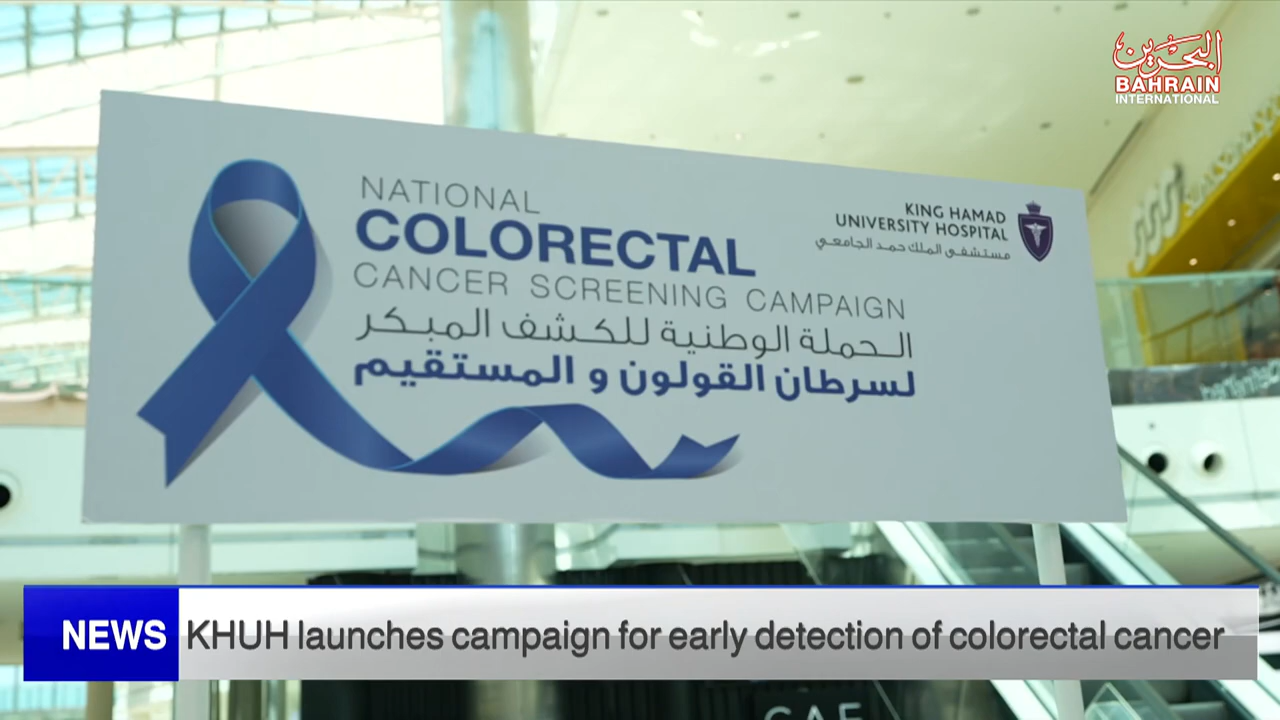 البحرين
BAHRAIN
INTERNATIONAL
NATIONAL
COLORECTAL
CANCER SCREENING CAMPAIGN
الحملة الوطنية للكشف المبكر
لسرطان القولون و المستقيم
KING HAMAD
UNIVERSITY HOSPITAL
مستشفى الملك حمد الجامعي
NEWS
KHUH launches campaign for early detection of colorectal cancer